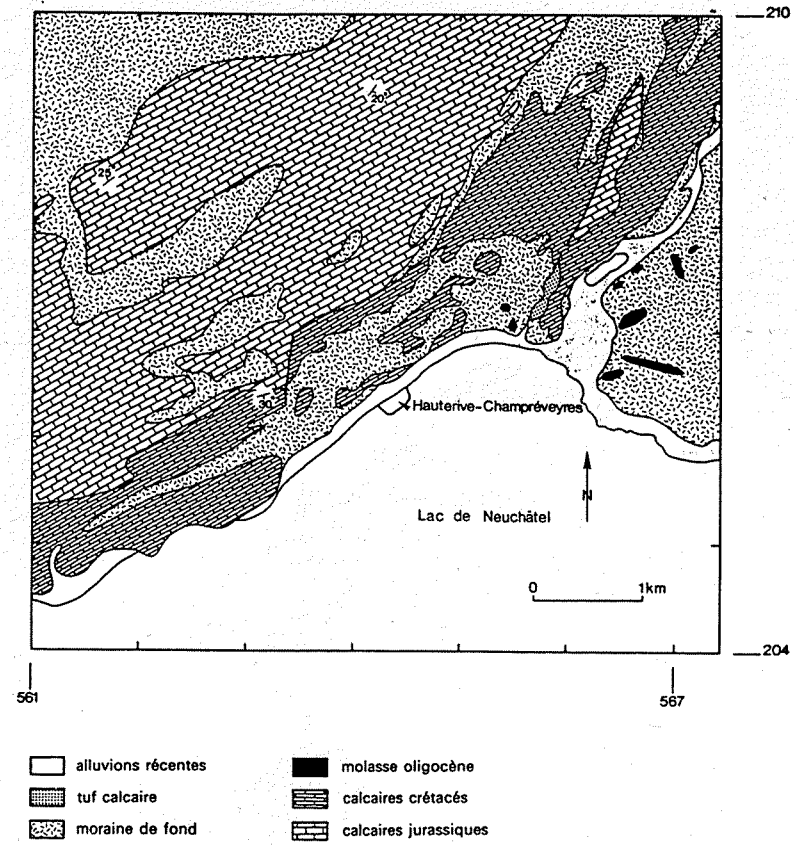 210
20°
25°
30°
Hauterive-Champréveyres
N
Lac de Neuchâtel
0 1km
204
561 567
alluvions récentes
tuf calcaire
moraine de fond
molasse oligocène
calcaires crétacés
calcaires jurassiques